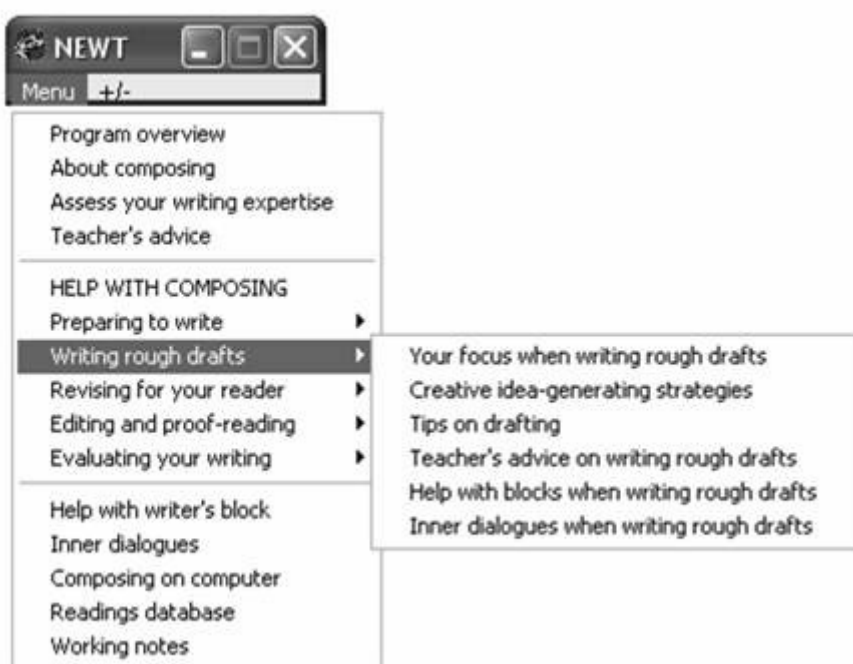 NEWT
Menu +/-
Program overview
About composing
Assess your writing expertise
Teacher's advice
HELP WITH COMPOSING
Preparing to write
Writing rough drafts
Revising for your reader
Editing and proof-reading
Evaluating your writing
Your focus when writing rough drafts
Creative idea-generating strategies
Tips on drafting
Teacher's advice on writing rough drafts
Help with blocks when writing rough drafts
Inner dialogues when writing rough drafts
Help with writer's block
Inner dialogues
Composing on computer
Readings database
Working notes